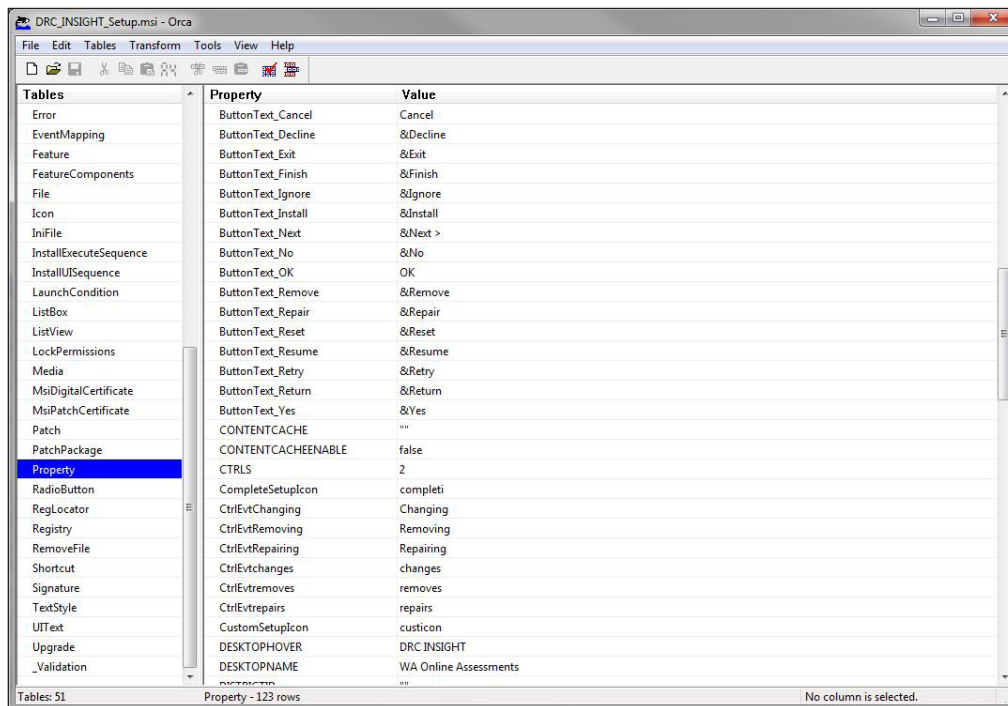 DRC_INSIGHT_Setup.msi - Orca
File Edit Tables Transform Tools View Help
Tables Property Value
Error ButtonText_Cancel Cancel
EventMapping ButtonText_Decline &Decline
Feature ButtonText_Exit &Exit
FeatureComponents ButtonText_Finish &Finish
File ButtonText_Ignore &Ignore
Icon ButtonText_Install &Install
IniFile ButtonText_Next &Next >
InstallExecuteSequence ButtonText_No &No
InstallUISequence ButtonText_OK OK
LaunchCondition ButtonText_Remove &Remove
ListBox ButtonText_Repair &Repair
ListView ButtonText_Reset &Reset
LockPermissions ButtonText_Resume &Resume
Media ButtonText_Retry &Retry
MsiDigitalCertificate ButtonText_Return &Return
MsiPatchCertificate ButtonText_Yes &Yes
Patch CONTENTCACHE ""
PatchPackage CONTENTCACHEENABLE false
Property CTRLS 2
RadioButton CompleteSetupIcon completi
RegLocator CtrlEvtChanging Changing
Registry CtrlEvtRemoving Removing
RemoveFile CtrlEvtRepairing Repairing
Shortcut CtrlEvtchanges changes
Signature CtrlEvtremoves removes
TextStyle CtrlEvtrepairs repairs
UIText CustomSetupIcon custicon
Upgrade DESKTOPHOVER DRC INSIGHT
_Validation DESKTOPNAME WA Online Assessments
DISTRICTID ""
Tables: 51 Property - 123 rows No column is selected.